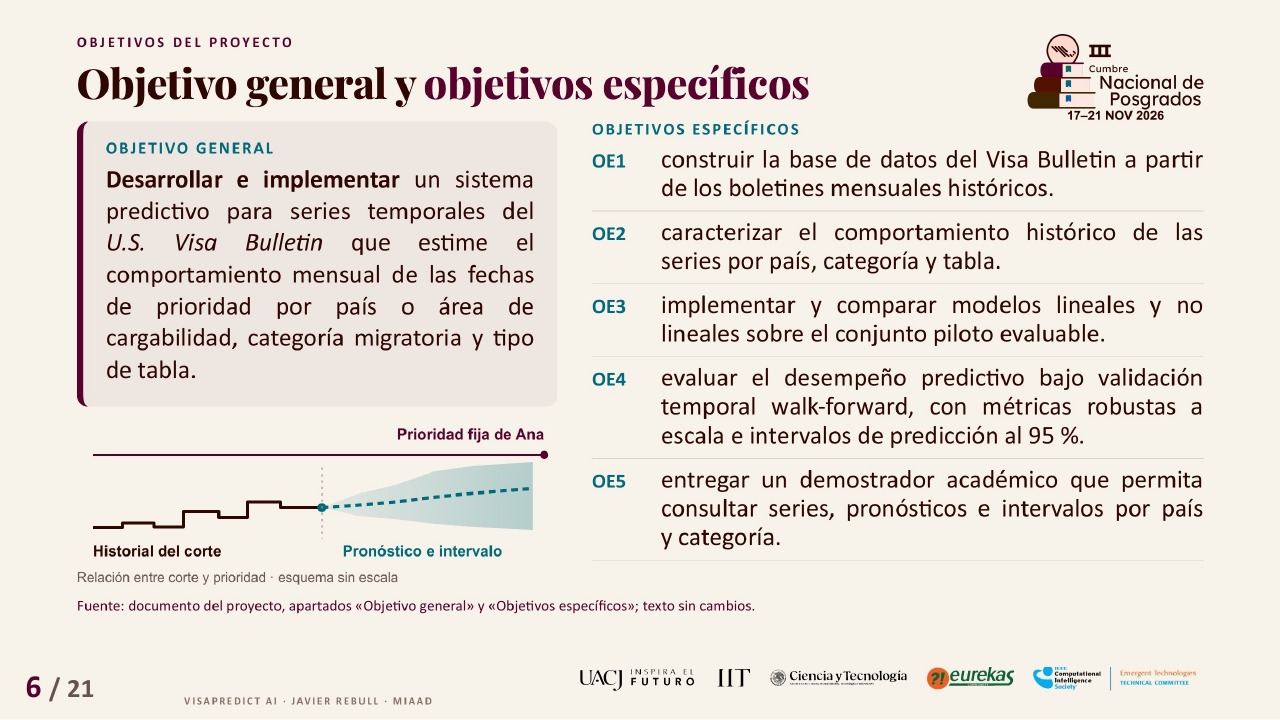 OBJETIVOS DEL PROYECTO
Objetivo general y objetivos específicos
III
Cumbre
Nacional de
Posgrados
17–21 NOV 2026
OBJETIVO GENERAL
Desarrollar e implementar un sistema
predictivo para series temporales del
U.S. Visa Bulletin que estime el
comportamiento mensual de las fechas
de prioridad por país o área de
cargabilidad, categoría migratoria y tipo
de tabla.
Prioridad fija de Ana
Historial del corte
Pronóstico e intervalo
Relación entre corte y prioridad · esquema sin escala
OBJETIVOS ESPECÍFICOS
OE1 construir la base de datos del Visa Bulletin a partir
de los boletines mensuales históricos.
OE2 caracterizar el comportamiento histórico de las
series por país, categoría y tabla.
OE3 implementar y comparar modelos lineales y no
lineales sobre el conjunto piloto evaluable.
OE4 evaluar el desempeño predictivo bajo validación
temporal walk-forward, con métricas robustas a
escala e intervalos de predicción al 95 %.
OE5 entregar un demostrador académico que permita
consultar series, pronósticos e intervalos por país
y categoría.
Fuente: documento del proyecto, apartados «Objetivo general» y «Objetivos específicos»; texto sin cambios.
6 / 21
VISAPREDICT AI · JAVIER REBULL · MIAAD
UACJ INSPIRA EL
FUTURO
IIT
Ciencia y Tecnología
?! eurekas
IEEE
Computational
Intelligence
Society
Emergent Technologies
TECHNICAL COMMITTEE